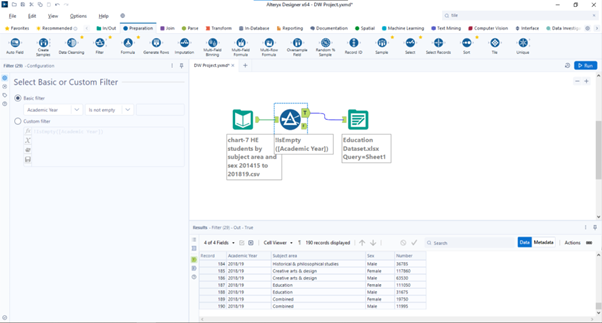 Alteryx Designer x64 - DW Project.yxmd*
File Edit View Options Help
title
Favorites Recommended In/Out Preparation Join Parse Transform In-Database Reporting Documentation Spatial Machine Learning Text Mining Computer Vision Interface Data Investi
Auto Field Create Samples Data Cleansing Filter Formula Generate Rows Imputation Multi-Field Binning Multi-Field Formula Multi-Row Formula Oversample Field Random % Sample Record ID Sample Select Select Records Sort Tile Unique
Filter (29) - Configuration
DW Project.yxmd*
Run
Select Basic or Custom Filter
Basic filter
Academic Year
Is not empty
Custom filter
!IsEmpty([Academic Year])
T
F
chart-7 HE
students by
subject area and
sex 201415 to
201819.csv
!IsEmpty
([Academic Year])
Education
Dataset.xlsx
Query=Sheet1
Results - Filter (29) - Out - True
4 of 4 Fields Cell Viewer 190 records displayed Search Data Metadata Actions
Record Academic Year Subject area Sex Number
184 2018/19 Historical & philosophical studies Male 36785
185 2018/19 Creative arts & design Female 117860
186 2018/19 Creative arts & design Male 63530
187 2018/19 Education Female 111050
188 2018/19 Education Male 31675
189 2018/19 Combined Female 19730
190 2018/19 Combined Male 11995